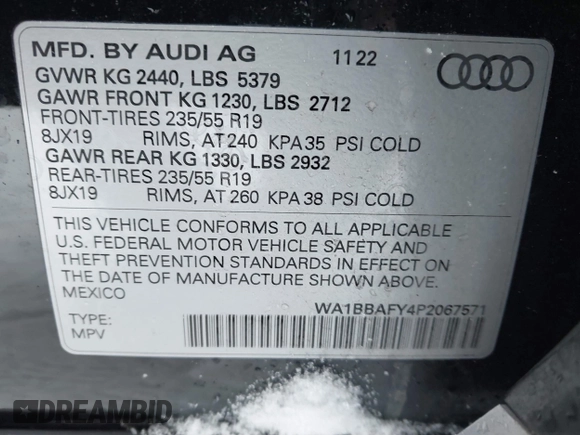 MFD. BY AUDI AG 11 22
GVWR KG 2440, LBS 5379
GAWR FRONT KG 1230, LBS 2712
FRONT-TIRES 235/55 R19
8JX19 RIMS, AT 240 KPA 35 PSI COLD
GAWR REAR KG 1330, LBS 2932
REAR-TIRES 235/55 R19
8JX19 RIMS, AT 260 KPA 38 PSI COLD
THIS VEHICLE CONFORMS TO ALL APPLICABLE
U.S. FEDERAL MOTOR VEHICLE SAFETY AND
THEFT PREVENTION STANDARDS IN EFFECT ON
THE DATE OF MANUFACTURE SHOWN ABOVE.
MEXICO
WA1BBAFY4P2067571
TYPE:
MPV
DREAMBID